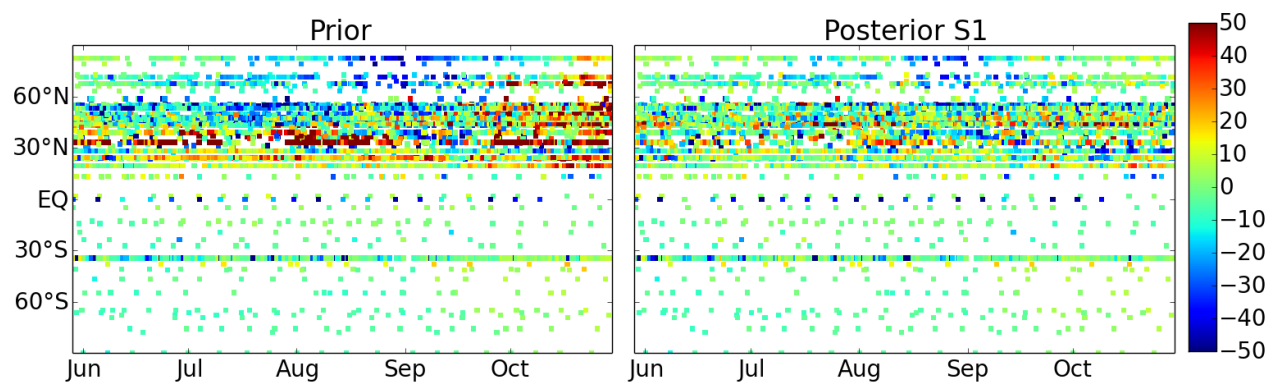 Prior
Posterior S1
60°N
30°N
EQ
30°S
60°S
Jun Jul Aug Sep Oct
Jun Jul Aug Sep Oct
50
40
30
20
10
0
−10
−20
−30
−40
−50